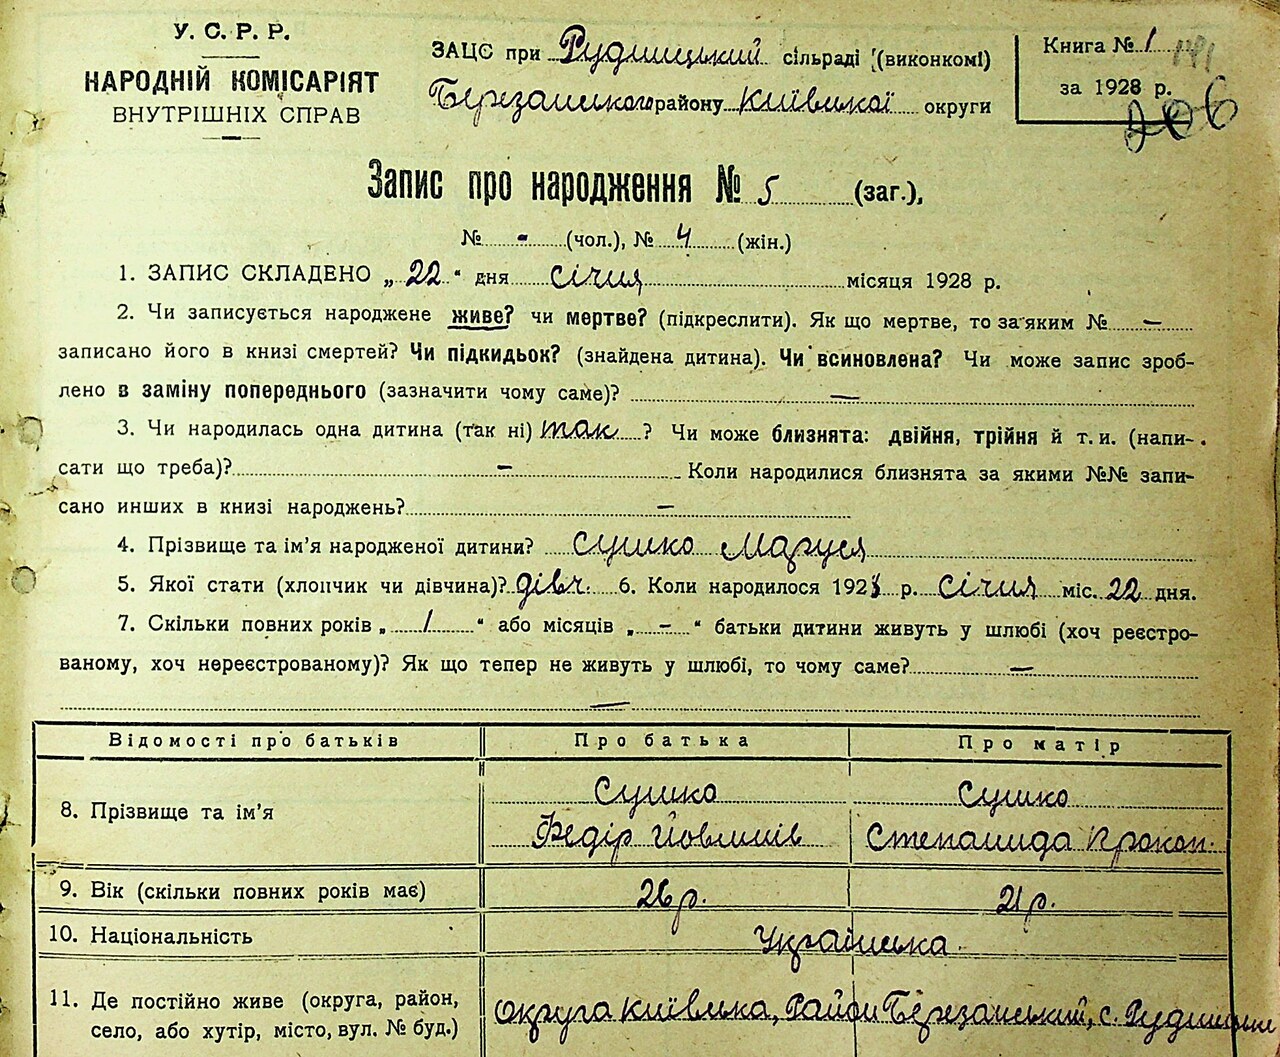 У. С. Р. Р.
НАРОДНІЙ КОМІСАРІЯТ
ВНУТРІШНІХ СПРАВ
ЗАЦС при Рудницький сільраді (виконкомі)
Березанського району Київської округи
Книга № 1
за 1928 р.
206
Запис про народження № 5 (заг.),
№ - (чол.), № 4 (жін.)
1. ЗАПИС СКЛАДЕНО „ 22 " дня січня місяця 1928 р.
2. Чи записується народжене живе? чи мертве? (підкреслити). Як що мертве, то за яким № —
записано його в книзі смертей? Чи підкидьок? (знайдена дитина). Чи всиновлена? Чи може запис зроб-
лено в заміну попереднього (зазначити чому саме)? —
3. Чи народилась одна дитина (так ні) так ? Чи може близнята: двійня, трійня й т. и. (напи-
сати що треба)? - Коли народилися близнята за якими №№ запи-
сано инших в книзі народжень? —
4. Прізвище та ім'я народженої дитини? Сушко Маруся
5. Якої стати (хлопчик чи дівчина)? дівч. 6. Коли народилося 1928 р. січня міс. 22 дня.
7. Скільки повних років „ 1 " або місяців „ - " батьки дитини живуть у шлюбі (хоч реєстро-
ваному, хоч нереєстрованому)? Як що тепер не живуть у шлюбі, то чому саме? —
—
Відомості про батьків Про батька Про матір
8. Прізвище та ім'я Сушко Сушко
Федір Йовхимів Степанида Прокоп.
9. Вік (скільки повних років має) 26 р. 21 р.
10. Національність Українська
11. Де постійно живе (округа, район, округа Київська, Район Березанський, с. Рудницьке
село, або хутір, місто, вул. № буд.)